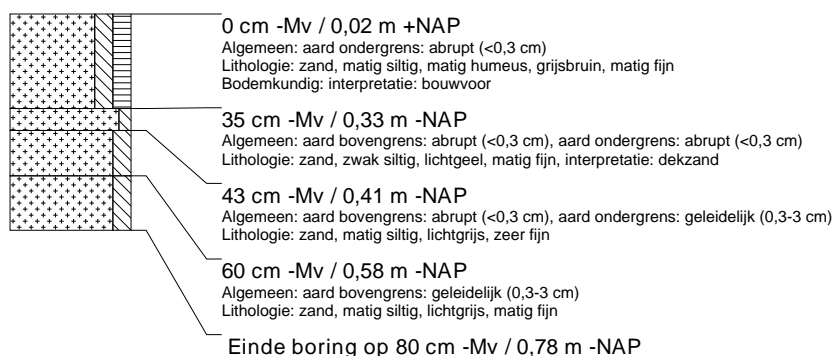 0 cm -Mv / 0,02 m +NAP
Algemeen: aard ondergrens: abrupt (<0,3 cm)
Lithologie: zand, matig siltig, matig humeus, grijsbruin, matig fijn
Bodemkundig: interpretatie: bouwvoor
35 cm -Mv / 0,33 m -NAP
Algemeen: aard bovengrens: abrupt (<0,3 cm), aard ondergrens: abrupt (<0,3 cm)
Lithologie: zand, zwak siltig, lichtgeel, matig fijn, interpretatie: dekzand
43 cm -Mv / 0,41 m -NAP
Algemeen: aard bovengrens: abrupt (<0,3 cm), aard ondergrens: geleidelijk (0,3-3 cm)
Lithologie: zand, matig siltig, lichtgrijs, zeer fijn
60 cm -Mv / 0,58 m -NAP
Algemeen: aard bovengrens: geleidelijk (0,3-3 cm)
Lithologie: zand, matig siltig, lichtgrijs, matig fijn
Einde boring op 80 cm -Mv / 0,78 m -NAP